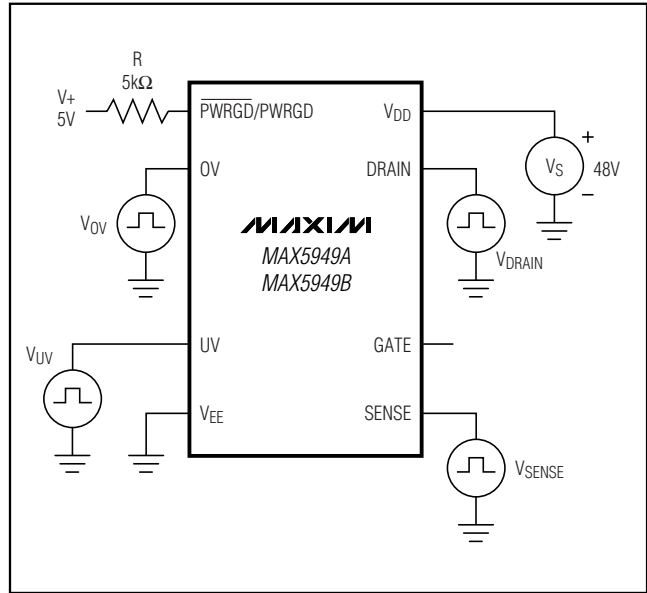 R
5kΩ
V+
5V
PWRGD/PWRGD
VDD
VS
+
48V
−
OV
DRAIN
VOV
MAXIM
MAX5949A
MAX5949B
VDRAIN
VUV
UV
GATE
VEE
SENSE
VSENSE